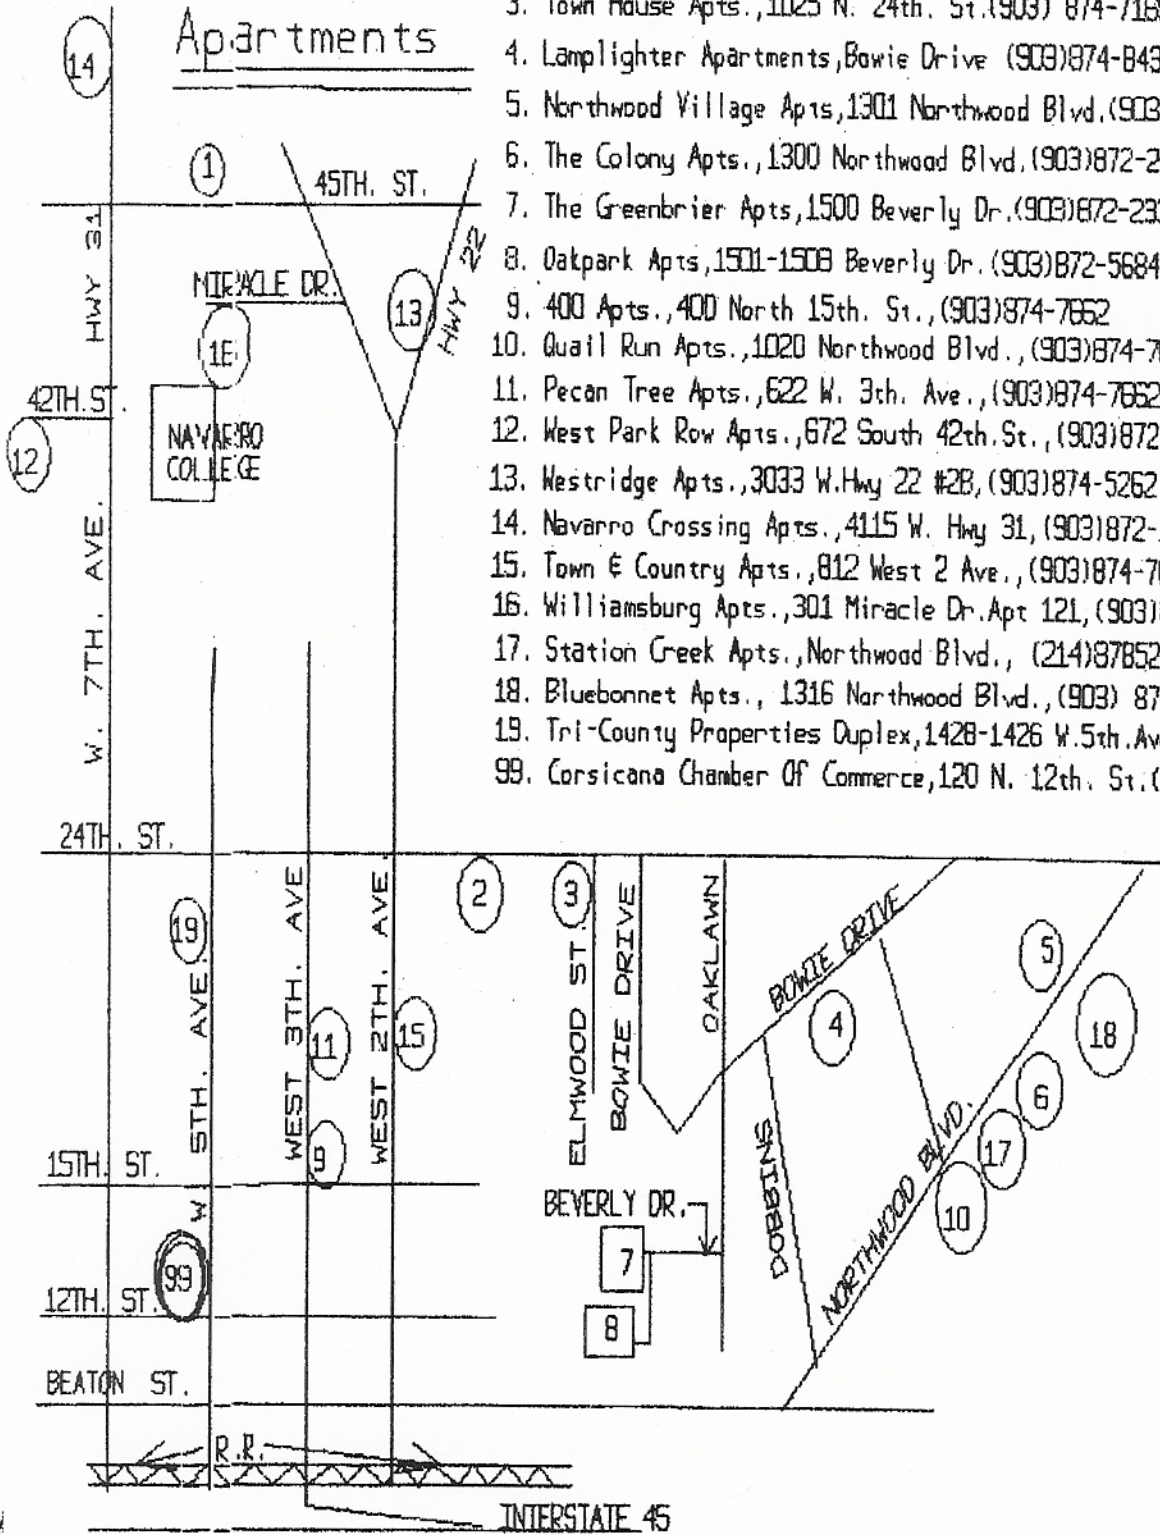 Apartments
3. Town House Apts.,1025 N. 24th. St.(903) 874-716
4. Lamplighter Apartments,Bowie Drive (903)874-843
5. Northwood Village Apts,1301 Northwood Blvd.(903
6. The Colony Apts.,1300 Northwood Blvd.(903)872-2
7. The Greenbrier Apts,1500 Beverly Dr.(903)872-233
8. Oakpark Apts,1501-1508 Beverly Dr.(903)872-5684
9. 400 Apts.,400 North 15th. St.,(903)874-7662
10. Quail Run Apts.,1020 Northwood Blvd.,(903)874-7
11. Pecan Tree Apts.,622 W. 3th. Ave.,(903)874-7662
12. West Park Row Apts.,672 South 42th.St.,(903)872
13. Westridge Apts.,3033 W.Hwy 22 #2B,(903)874-5262
14. Navarro Crossing Apts.,4115 W. Hwy 31,(903)872-
15. Town & Country Apts.,812 West 2 Ave.,(903)874-7
16. Williamsburg Apts.,301 Miracle Dr.Apt 121,(903)
17. Station Creek Apts.,Northwood Blvd., (214)87852
18. Bluebonnet Apts., 1316 Northwood Blvd.,(903) 87
19. Tri-County Properties Duplex,1428-1426 W.5th.Av
99. Corsicana Chamber Of Commerce,120 N. 12th. St.(
14
1
45TH. ST.
HWY 31
HWY 22
MIRACLE DR.
13
16
42TH.ST.
12
NAVARRO
COLLEGE
W. 7TH. AVE.
24TH. ST.
2
3
19
W 5TH. AVE.
WEST 3TH. AVE
WEST 2TH. AVE.
11
15
9
ELMWOOD ST.
BOWIE DRIVE
OAKLAWN
BOWIE DRIVE
4
5
18
6
17
10
DOBBINS
NORTHWOOD BLVD.
15TH. ST.
BEVERLY DR.
7
8
99
12TH. ST.
BEATON ST.
R.R.
INTERSTATE 45